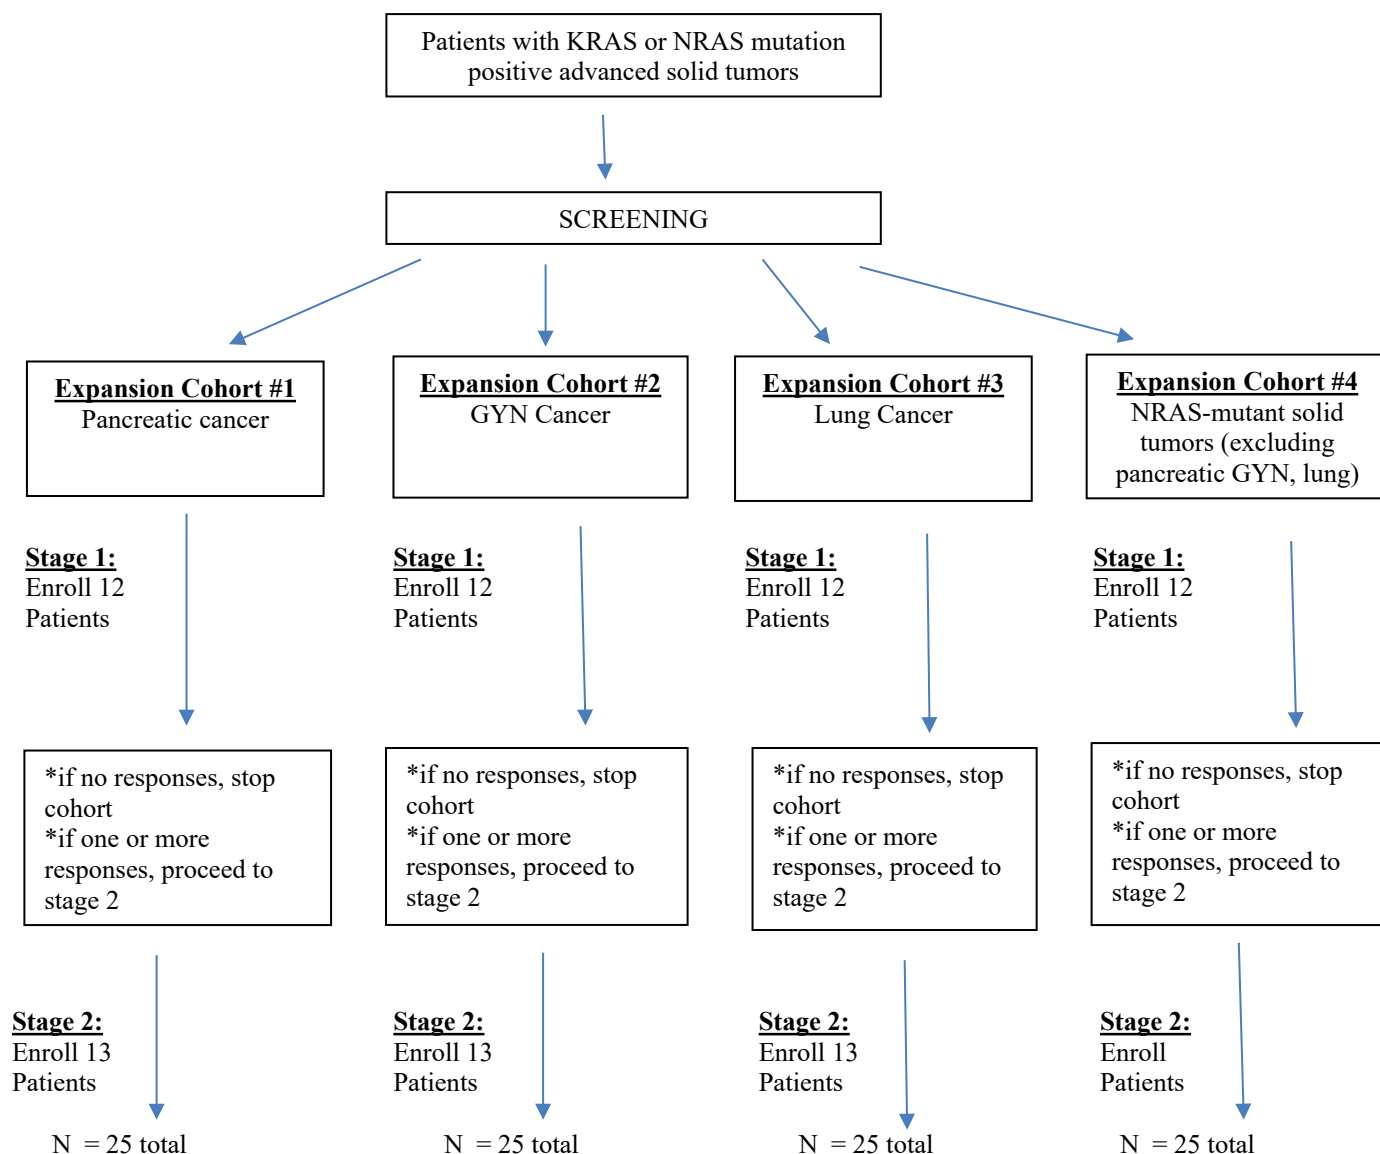 Patients with KRAS or NRAS mutation
positive advanced solid tumors
SCREENING
Expansion Cohort #1
Pancreatic cancer
Expansion Cohort #2
GYN Cancer
Expansion Cohort #3
Lung Cancer
Expansion Cohort #4
NRAS-mutant solid
tumors (excluding
pancreatic GYN, lung)
Stage 1:
Enroll 12
Patients
Stage 1:
Enroll 12
Patients
Stage 1:
Enroll 12
Patients
Stage 1:
Enroll 12
Patients
*if no responses, stop
cohort
*if one or more
responses, proceed to
stage 2
*if no responses, stop
cohort
*if one or more
responses, proceed to
stage 2
*if no responses, stop
cohort
*if one or more
responses, proceed to
stage 2
*if no responses, stop
cohort
*if one or more
responses, proceed to
stage 2
Stage 2:
Enroll 13
Patients
Stage 2:
Enroll 13
Patients
Stage 2:
Enroll 13
Patients
Stage 2:
Enroll
Patients
N = 25 total
N = 25 total
N = 25 total
N = 25 total